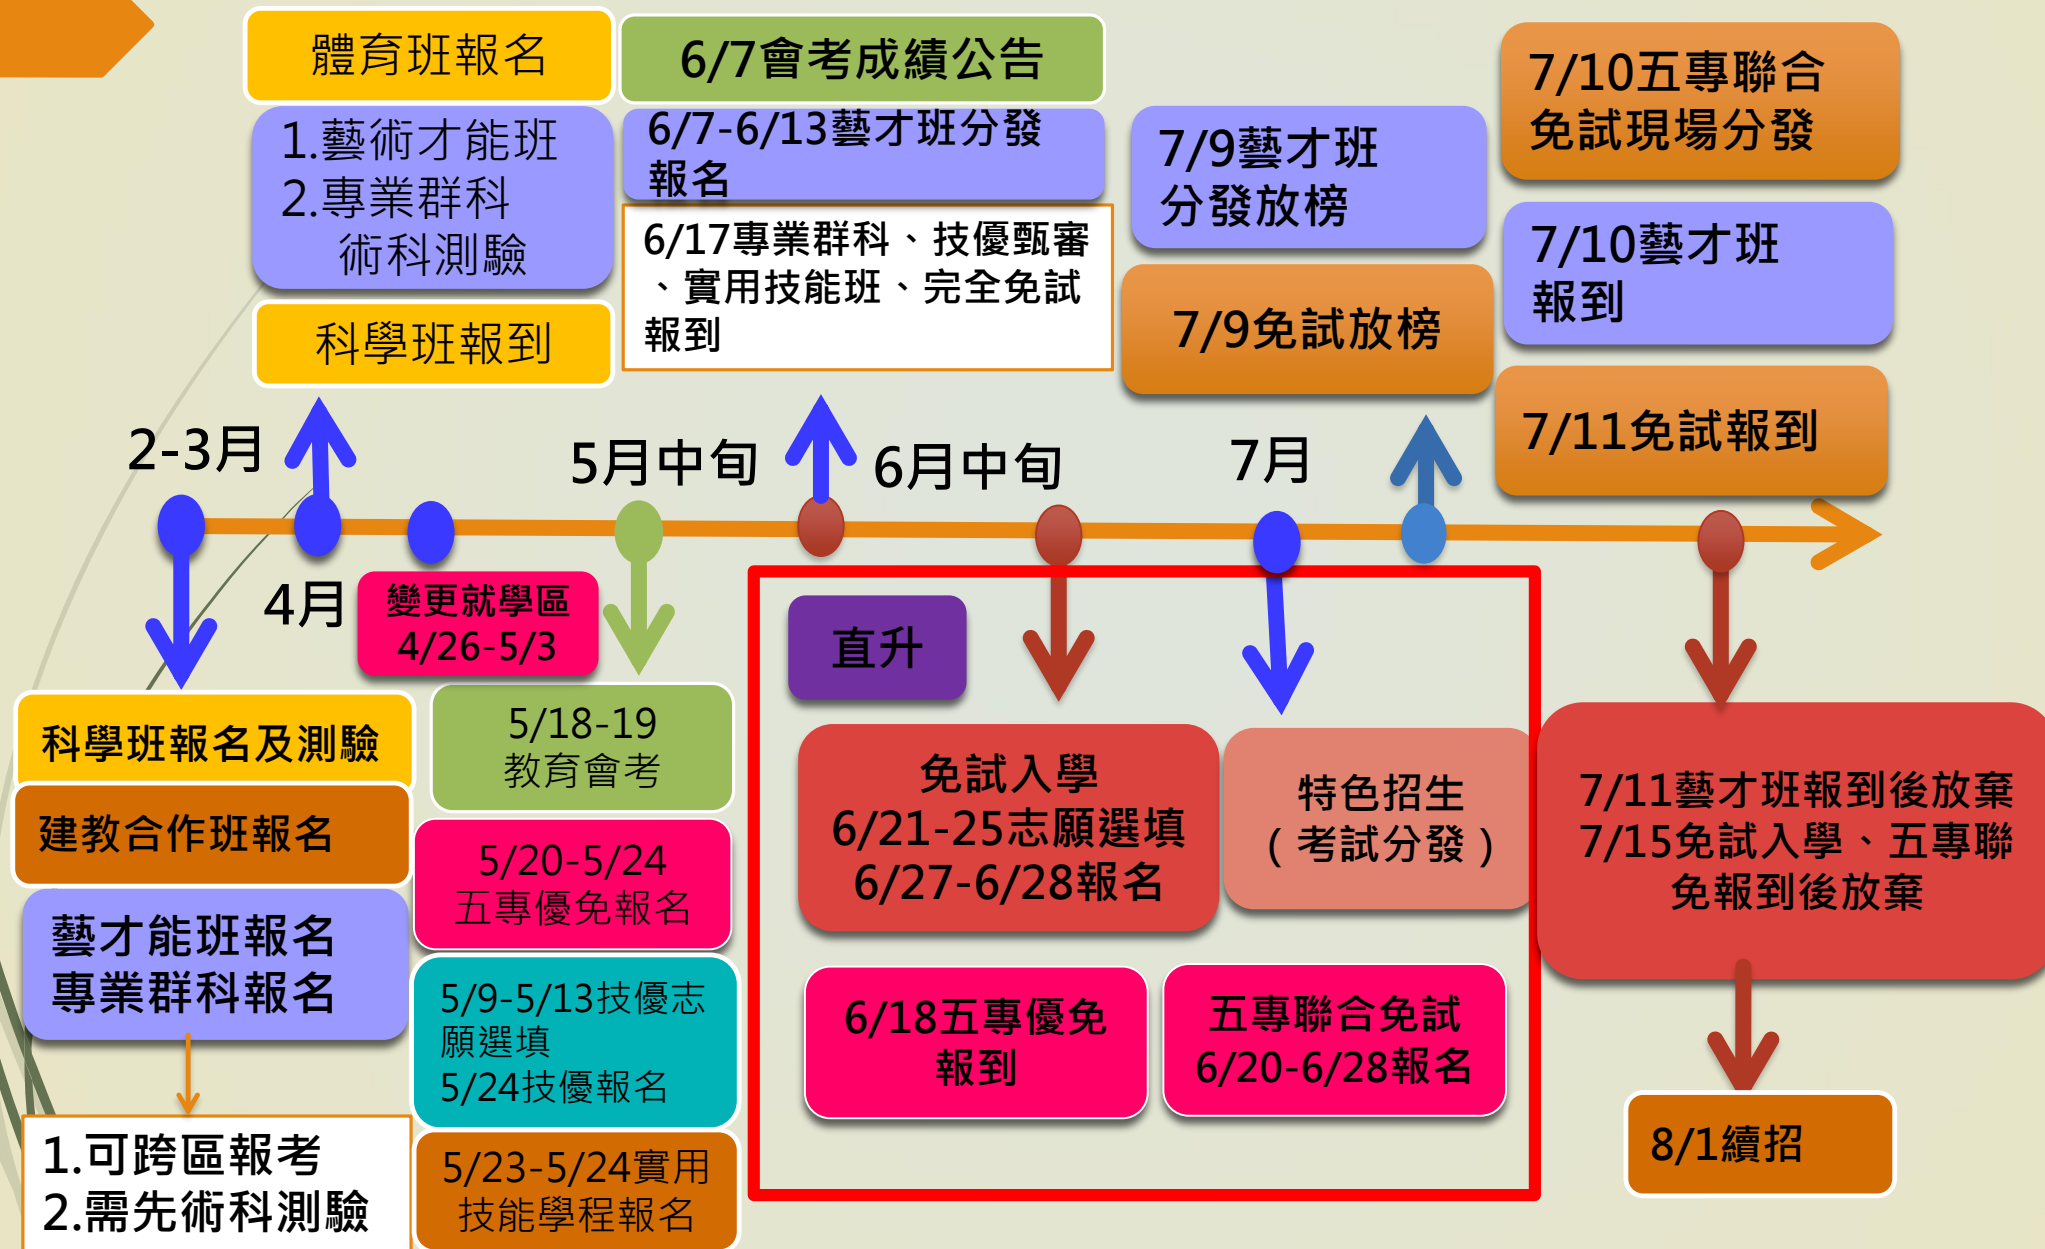 體育班報名
1.藝術才能班
2.專業群科
術科測驗
科學班報到
6/7會考成績公告
6/7-6/13藝才班分發
報名
6/17專業群科、技優甄審
、實用技能班、完全免試
報到
7/9藝才班
分發放榜
7/9免試放榜
7/10五專聯合
免試現場分發
7/10藝才班
報到
7/11免試報到
2-3月
4月
5月中旬
6月中旬
7月
變更就學區
4/26-5/3
科學班報名及測驗
建教合作班報名
藝才能班報名
專業群科報名
1.可跨區報考
2.需先術科測驗
5/18-19
教育會考
5/20-5/24
五專優免報名
5/9-5/13技優志
願選填
5/24技優報名
5/23-5/24實用
技能學程報名
直升
免試入學
6/21-25志願選填
6/27-6/28報名
特色招生
（考試分發）
6/18五專優免
報到
五專聯合免試
6/20-6/28報名
7/11藝才班報到後放棄
7/15免試入學、五專聯
免報到後放棄
8/1續招